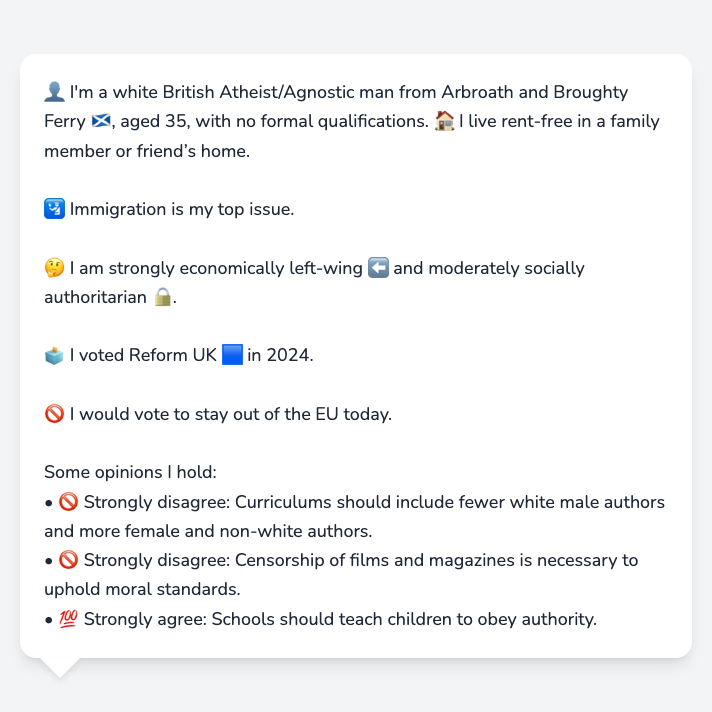 👤 I'm a white British Atheist/Agnostic man from Arbroath and Broughty
Ferry 🏴󠁧󠁢󠁳󠁣󠁴󠁿, aged 35, with no formal qualifications. 🏠 I live rent-free in a family
member or friend’s home.
🛂 Immigration is my top issue.
🤔 I am strongly economically left-wing ⬅️ and moderately socially
authoritarian 🔒.
🗳️ I voted Reform UK 🟦 in 2024.
🚫 I would vote to stay out of the EU today.
Some opinions I hold:
• 🚫 Strongly disagree: Curriculums should include fewer white male authors
and more female and non-white authors.
• 🚫 Strongly disagree: Censorship of films and magazines is necessary to
uphold moral standards.
• 💯 Strongly agree: Schools should teach children to obey authority.